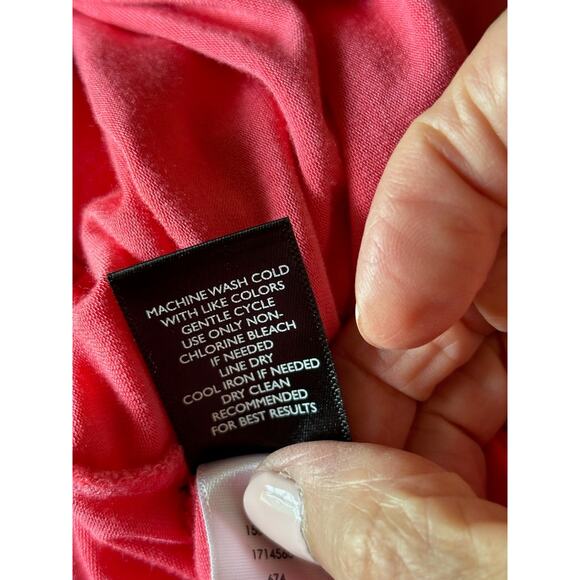 MACHINE WASH COLD
WITH LIKE COLORS
GENTLE CYCLE
USE ONLY NON-
CHLORINE BLEACH
IF NEEDED
LINE DRY
COOL IRON IF NEEDED
DRY CLEAN
RECOMMENDED
FOR BEST RESULTS